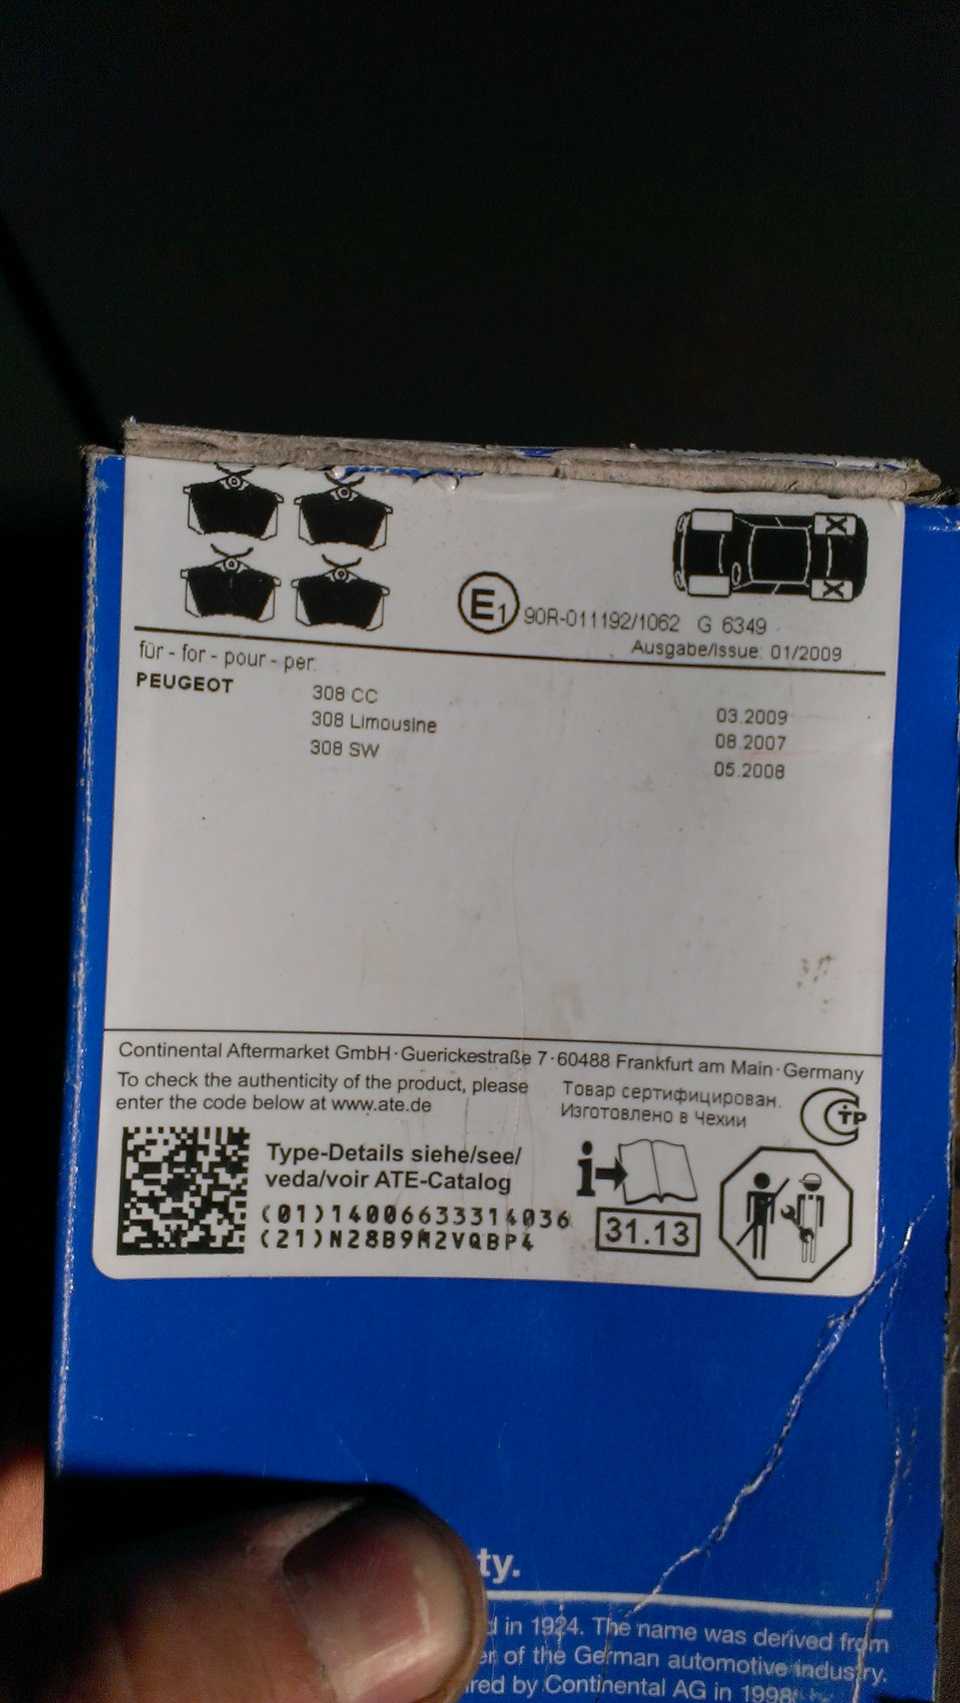 E1 90R-011192/1062 G 6349
Ausgabe/Issue: 01/2009
für - for - pour - per:
PEUGEOT 308 CC 03.2009
308 Limousine 08.2007
308 SW 05.2008
Continental Aftermarket GmbH·Guerickestraße 7·60488 Frankfurt am Main·Germany
To check the authenticity of the product, please
enter the code below at www.ate.de
Товар сертифицирован.
Изготовлено в Чехии
TP
Type-Details siehe/see/
veda/voir ATE-Catalog
(01)14006633314036
(21)N28B9M2VQBP4
i
31.13
ty.
in 1924. The name was derived from
of the German automotive industry.
by Continental AG in 1998